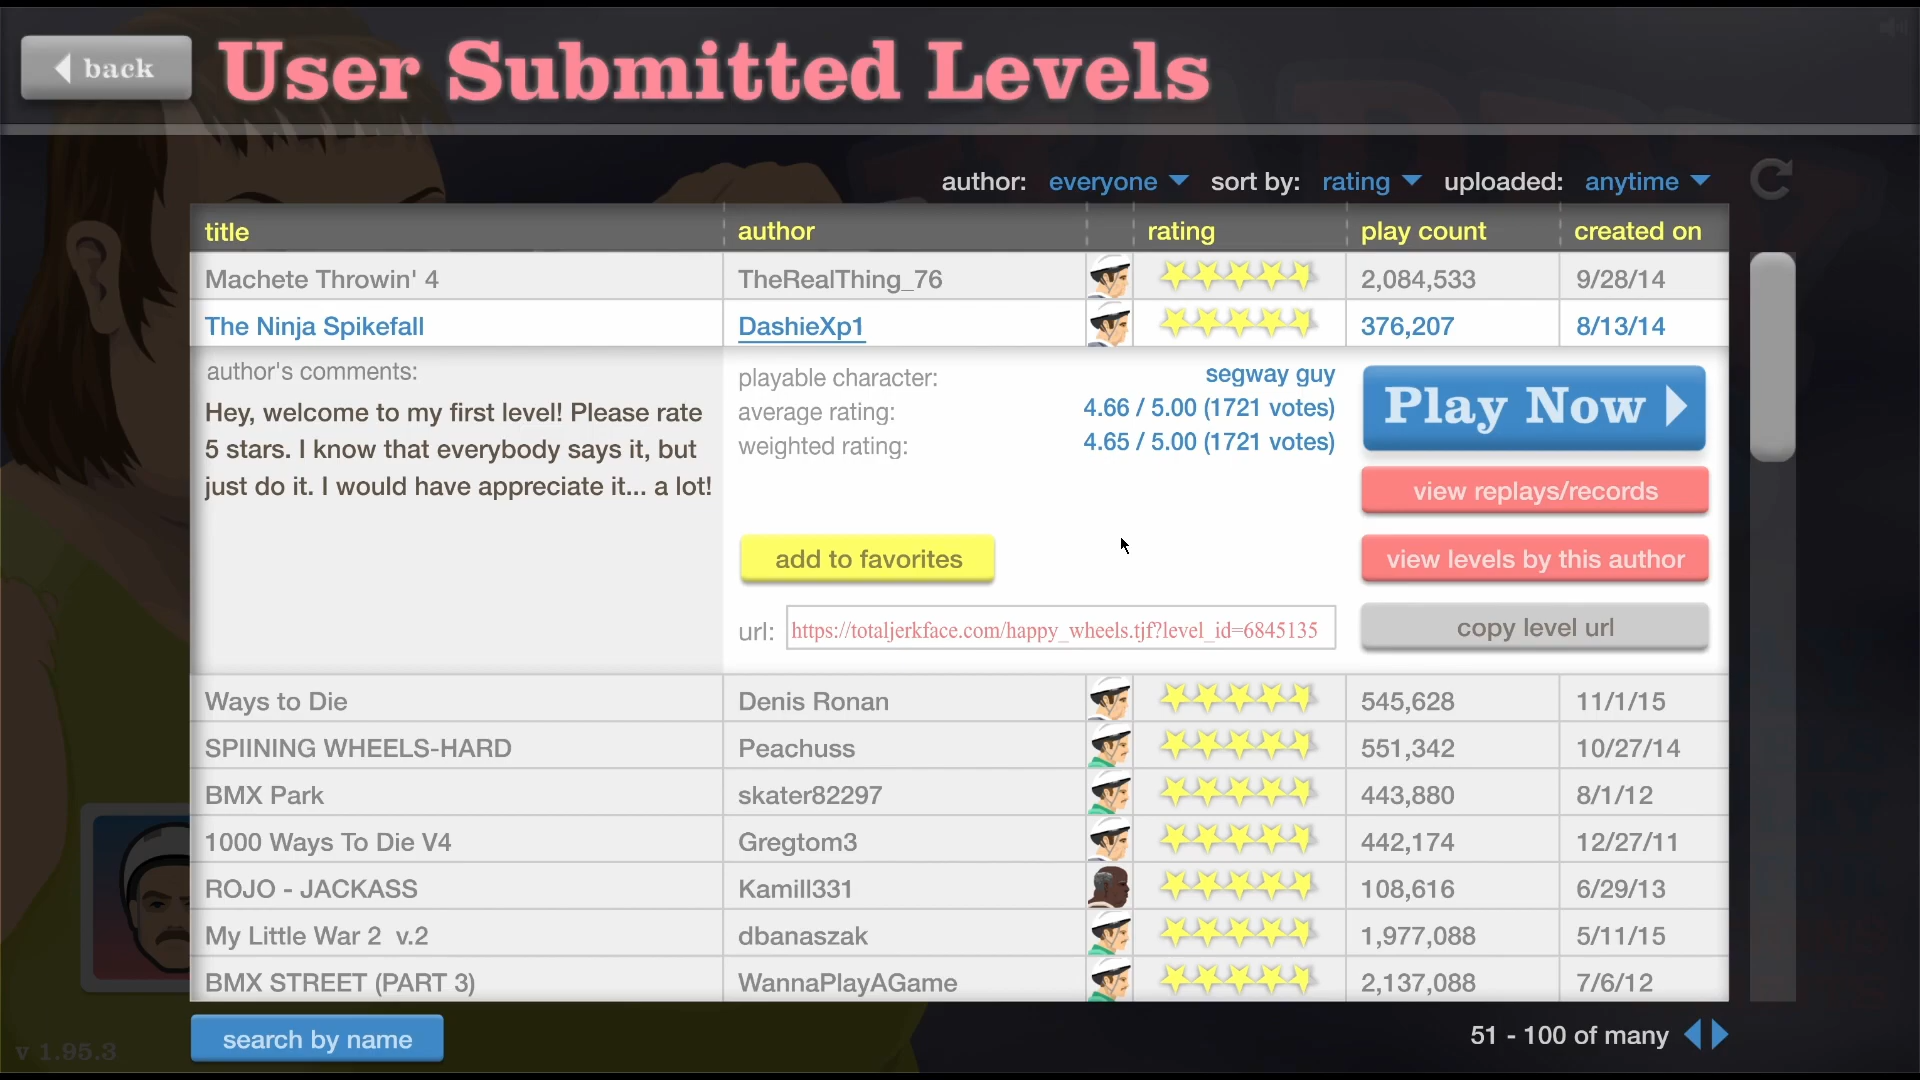 back
User Submitted Levels
author: everyone sort by: rating uploaded: anytime
title author rating play count created on
Machete Throwin' 4 TheRealThing_76 2,084,533 9/28/14
The Ninja Spikefall DashieXp1 376,207 8/13/14
author's comments:
Hey, welcome to my first level! Please rate
5 stars. I know that everybody says it, but
just do it. I would have appreciate it... a lot!
playable character: segway guy
average rating: 4.66 / 5.00 (1721 votes)
weighted rating: 4.65 / 5.00 (1721 votes)
add to favorites
url: https://totaljerkface.com/happy_wheels.tjf?level_id=6845135
Play Now
view replays/records
view levels by this author
copy level url
Ways to Die Denis Ronan 545,628 11/1/15
SPIINING WHEELS-HARD Peachuss 551,342 10/27/14
BMX Park skater82297 443,880 8/1/12
1000 Ways To Die V4 Gregtom3 442,174 12/27/11
ROJO - JACKASS Kamill331 108,616 6/29/13
My Little War 2  v.2 dbanaszak 1,977,088 5/11/15
BMX STREET (PART 3) WannaPlayAGame 2,137,088 7/6/12
v 1.95.3 search by name 51 - 100 of many